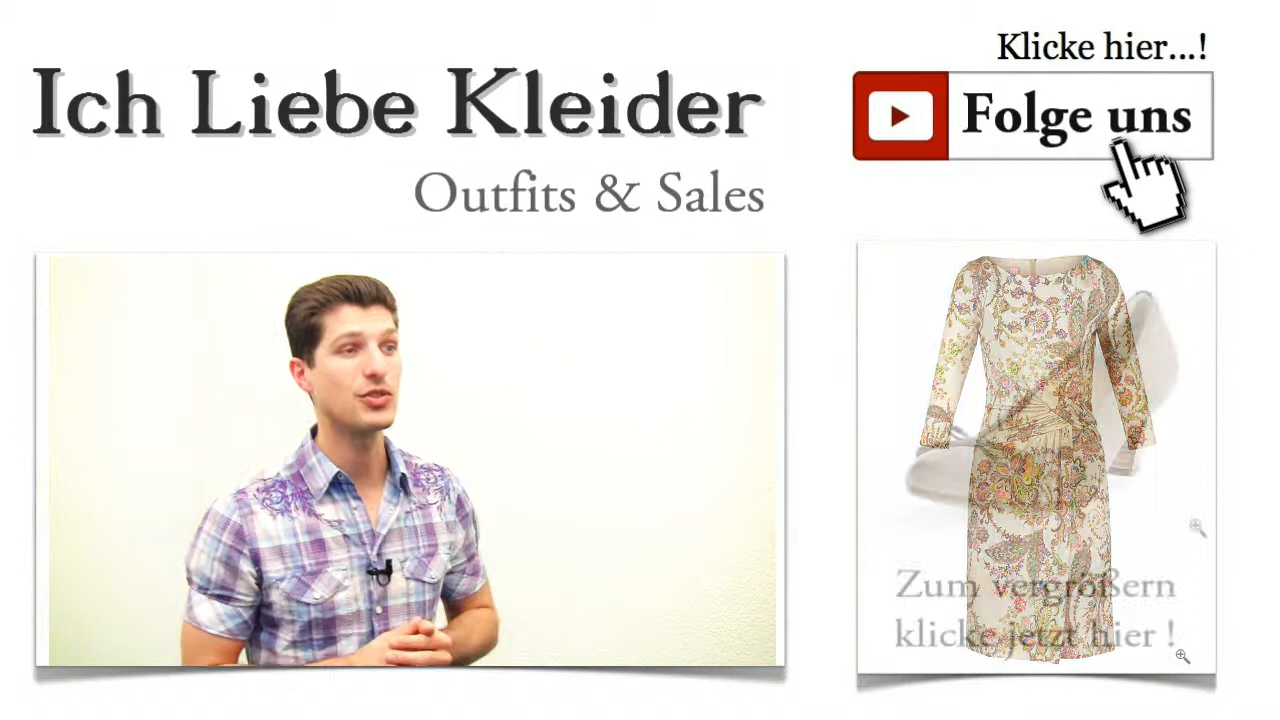 Klicke hier...!
Ich Liebe Kleider
Folge uns
Outfits & Sales
Zum vergrößern
klicke jetzt hier !